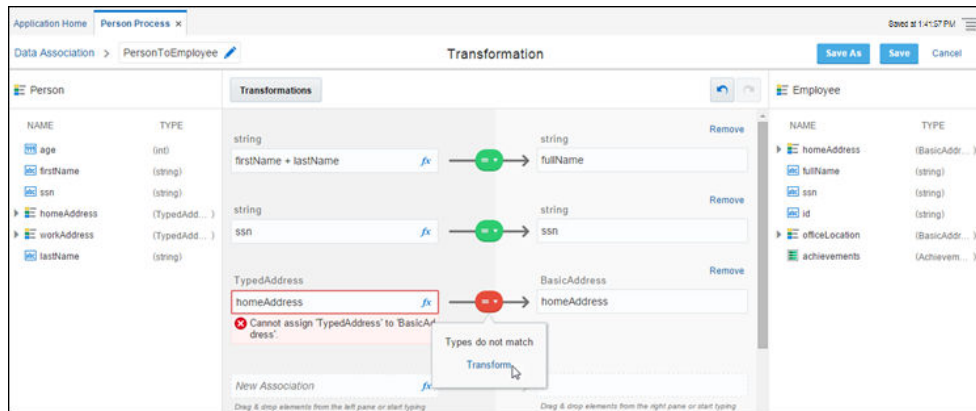 Application Home Person Process × Saved at 1:41:57 PM
Data Association > PersonToEmployee Transformation Save As Save Cancel
Person Transformations Employee
NAME TYPE
age (int)
firstName (string)
ssn (string)
homeAddress (TypedAdd... )
workAddress (TypedAdd... )
lastName (string)
string string Remove
firstName + lastName fx = fullName
string string Remove
ssn fx = ssn
TypedAddress BasicAddress Remove
homeAddress fx = homeAddress
Cannot assign 'TypedAddress' to 'BasicAd
dress'.
Types do not match
Transform
New Association fx
Drag & drop elements from the left pane or start typing
Drag & drop elements from the right pane or start typing
NAME TYPE
homeAddress (BasicAddr... )
fullName (string)
ssn (string)
id (string)
officeLocation (BasicAddr... )
achievements (Achievem... )